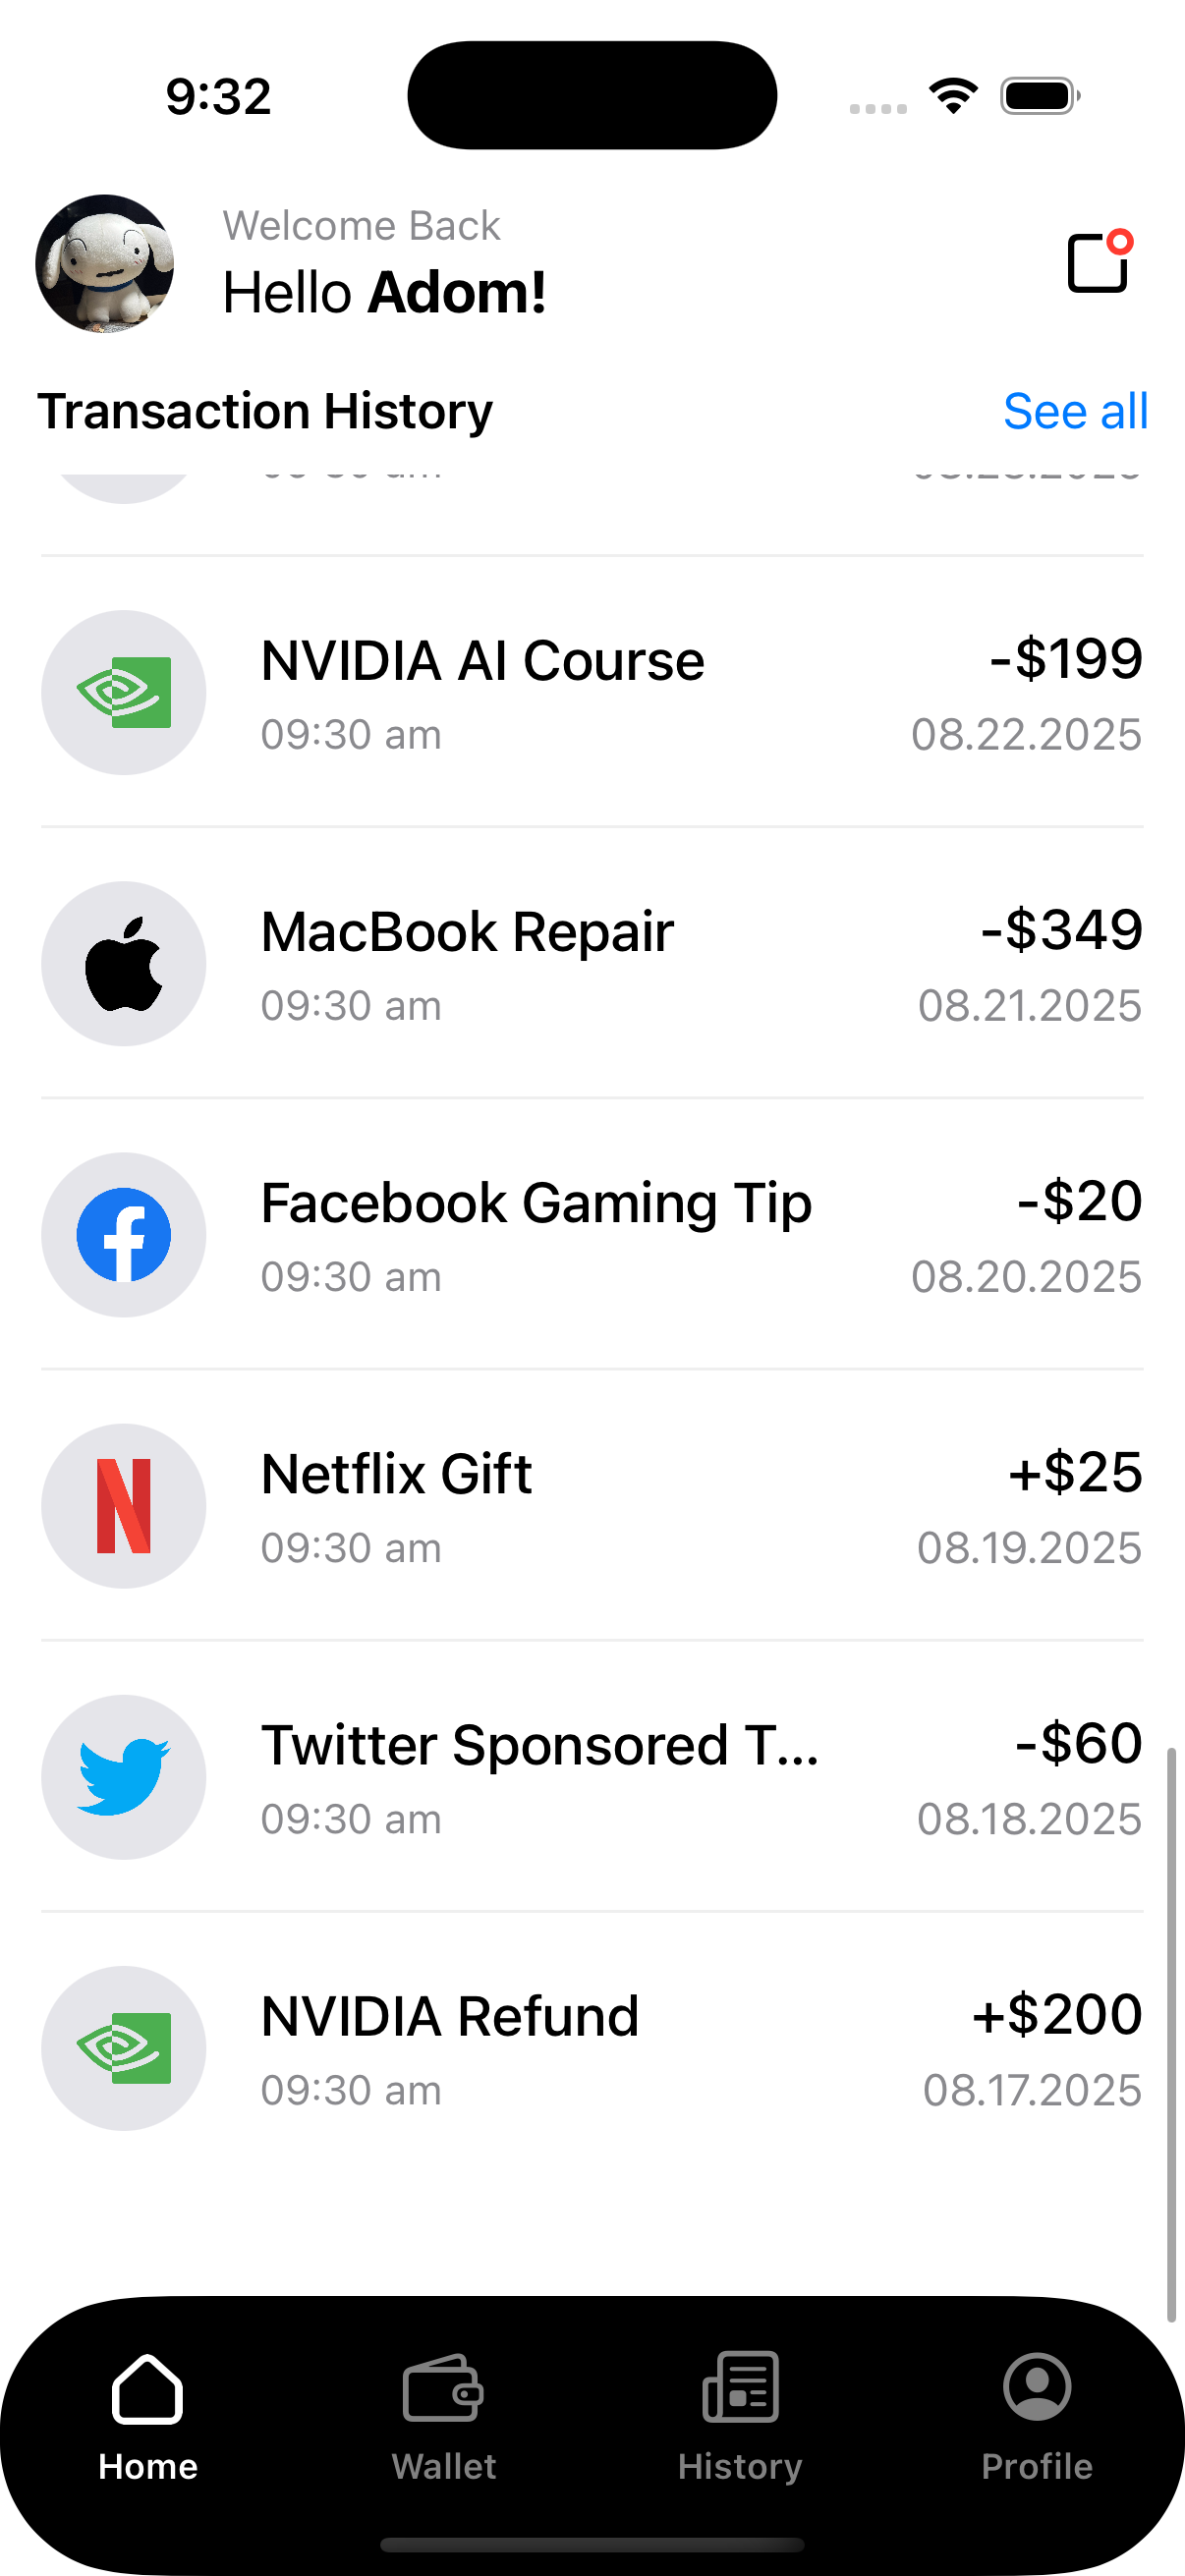 9:32
Welcome Back
Hello Adom!
Transaction History
See all
NVIDIA AI Course
-$199
09:30 am
08.22.2025
MacBook Repair
-$349
09:30 am
08.21.2025
Facebook Gaming Tip
-$20
09:30 am
08.20.2025
Netflix Gift
+$25
09:30 am
08.19.2025
Twitter Sponsored T...
-$60
09:30 am
08.18.2025
NVIDIA Refund
+$200
09:30 am
08.17.2025
Home
Wallet
History
Profile